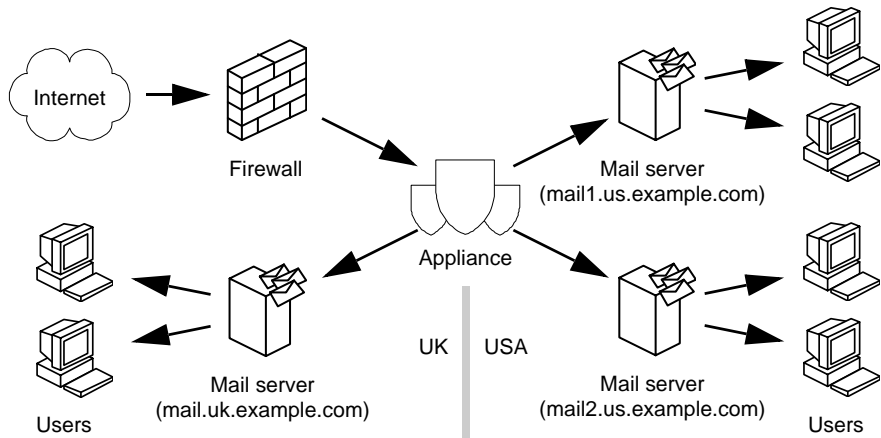 Internet
Firewall
Mail server
(mail1.us.example.com)
Appliance
UK
USA
Mail server
(mail.uk.example.com)
Mail server
(mail2.us.example.com)
Users
Users